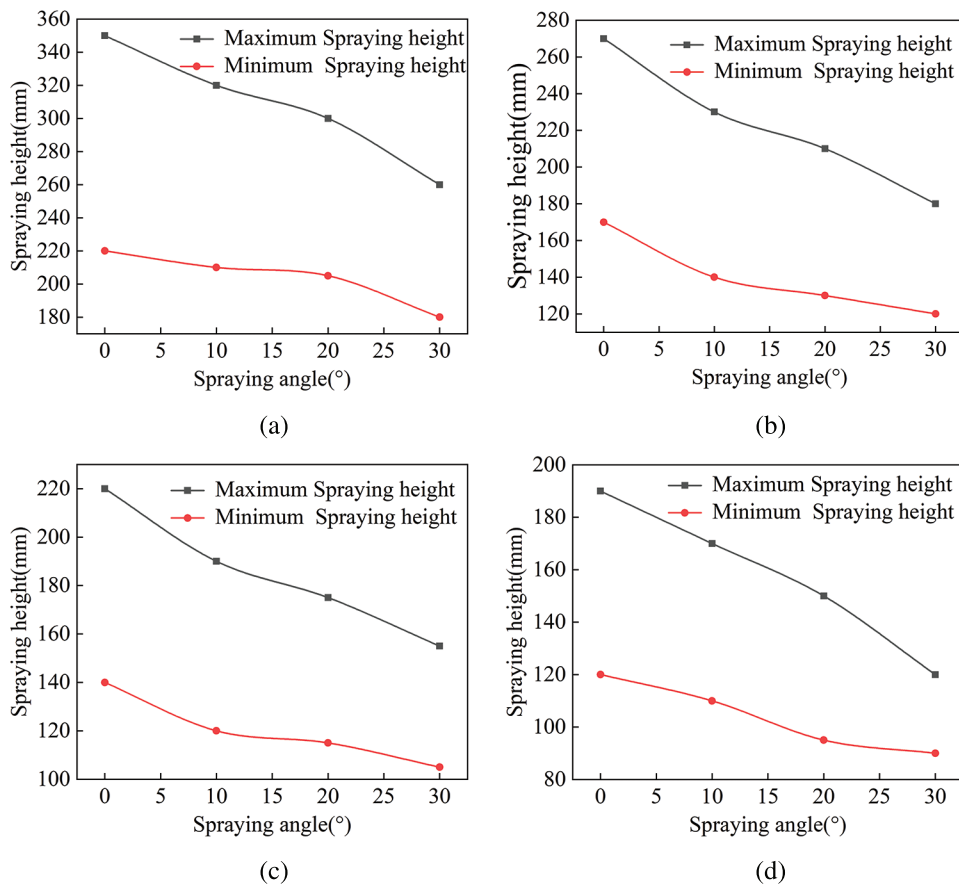 360
340
320
300
280
260
240
220
200
180
Spraying height(mm)
Maximum Spraying height
Minimum Spraying height
0 5 10 15 20 25 30
Spraying angle(°)
(a)
280
260
240
220
200
180
160
140
120
Spraying height(mm)
Maximum Spraying height
Minimum Spraying height
0 5 10 15 20 25 30
Spraying angle(°)
(b)
220
200
180
160
140
120
100
Spraying height(mm)
Maximum Spraying height
Minimum Spraying height
0 5 10 15 20 25 30
Spraying angle(°)
(c)
200
180
160
140
120
100
80
Spraying height(mm)
Maximum Spraying height
Minimum Spraying height
0 5 10 15 20 25 30
Spraying angle(°)
(d)